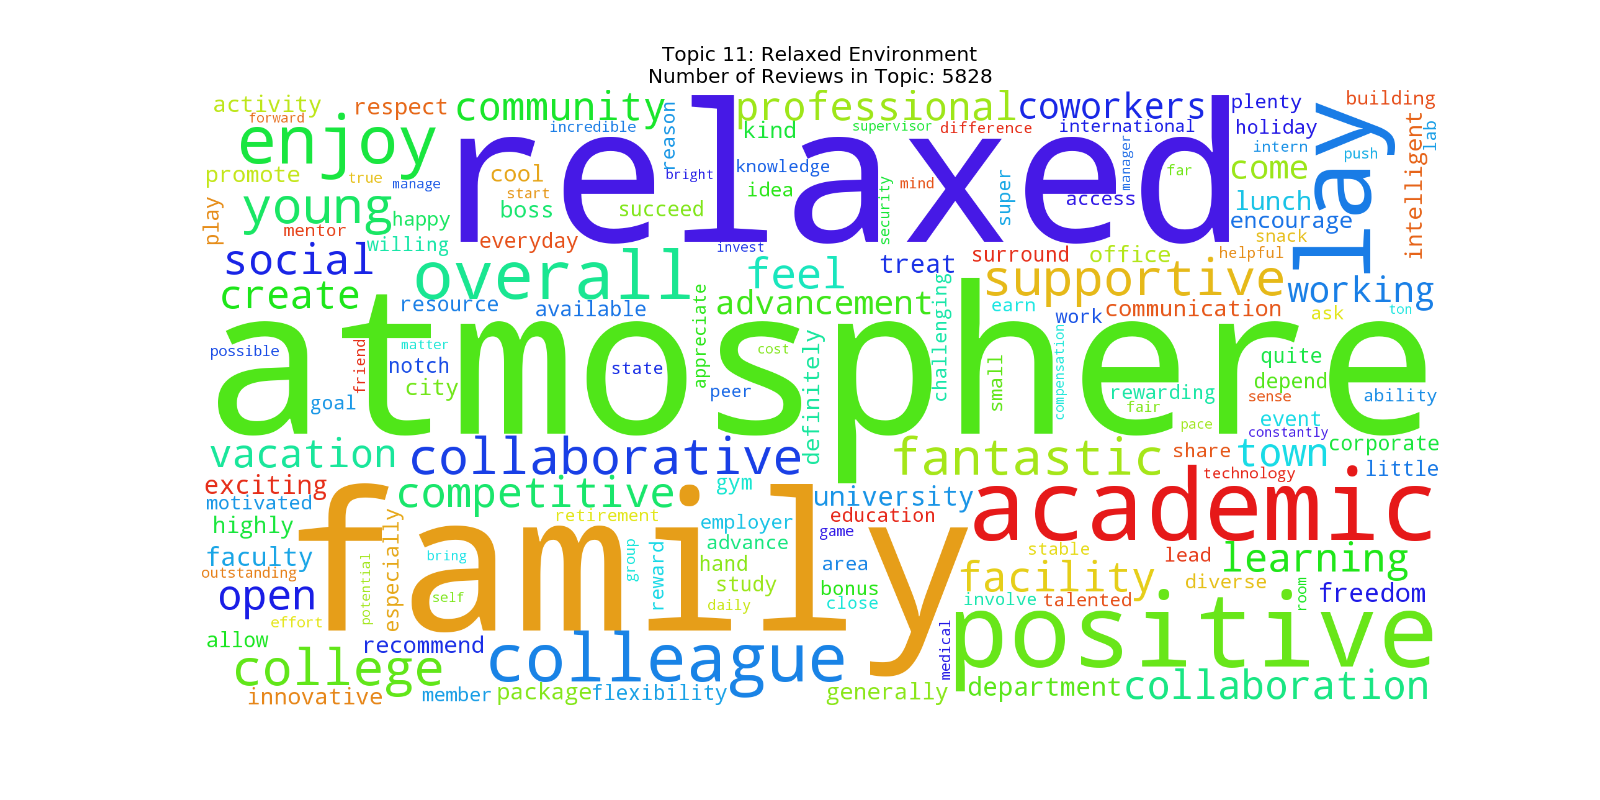 Topic 11: Relaxed Environment
Number of Reviews in Topic: 5828
activity
respect
community
professional
coworkers
plenty
building
forward
enjoy
relaxed
incredible
reason
kind
supervisor
difference
international
holiday
lay
intelligent
lab
promote
true
manage
cool
bright
knowledge
manager
far
intern
push
come
play
young
happy
start
boss
succeed
idea
security
mind
super
access
lunch
encourage
mentor
willing
everyday
invest
surround
office
helpful
snack
social
overall
feel
treat
supportive
working
create
resource
available
appreciate
advancement
challenging
earn
work
communication
ask
ton
atmosphere
possible
friend
matter
notch
state
cost
definitely
small
compensation
quite
depend
city
goal
peer
rewarding
fair
sense
ability
pace
event
constantly
vacation
collaborative
fantastic
share
town
corporate
exciting
competitive
gym
university
academic
technology
little
motivated
family
highly
especially
retirement
employer
education
game
advance
faculty
outstanding
potential
bring
group
reward
hand
area
stable
lead
learning
open
self
study
bonus
facility
diverse
room
freedom
effort
daily
close
involve
talented
allow
recommend
colleague
medical
positive
college
innovative
member
package
flexibility
generally
department
collaboration